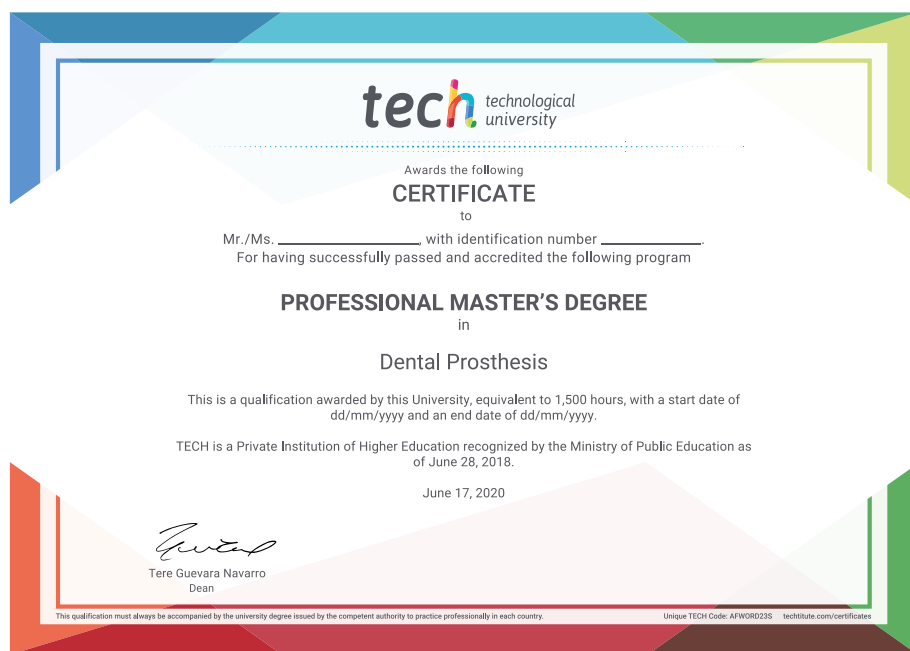 tech technological
university
Awards the following
CERTIFICATE
to
Mr./Ms. ____________________, with identification number ______________.
For having successfully passed and accredited the following program
PROFESSIONAL MASTER'S DEGREE
in
Dental Prosthesis
This is a qualification awarded by this University, equivalent to 1,500 hours, with a start date of
dd/mm/yyyy and an end date of dd/mm/yyyy.
TECH is a Private Institution of Higher Education recognized by the Ministry of Public Education as
of June 28, 2018.
June 17, 2020
Tere Guevara Navarro
Dean
This qualification must always be accompanied by the university degree issued by the competent authority to practice professionally in each country.
Unique TECH Code: AFWORD23S techtitute.com/certificates